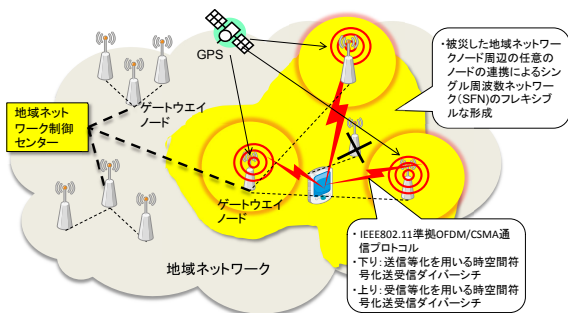 GPS
・被災した地域ネットワー
クノード周辺の任意の
ノードの連携によるシン
グル周波数ネットワー
ク(SFN)のフレキシブ
ルな形成
ゲートウエイ
ノード
地域ネット
ワーク制御
センター
ゲートウエイ
ノード
地域ネットワーク
・IEEE802.11準拠OFDM/CSMA通
信プロトコル
・下り:送信等化を用いる時空間符
号化送受信ダイバーシチ
・上り:受信等化を用いる時空間符
号化送受信ダイバーシチ